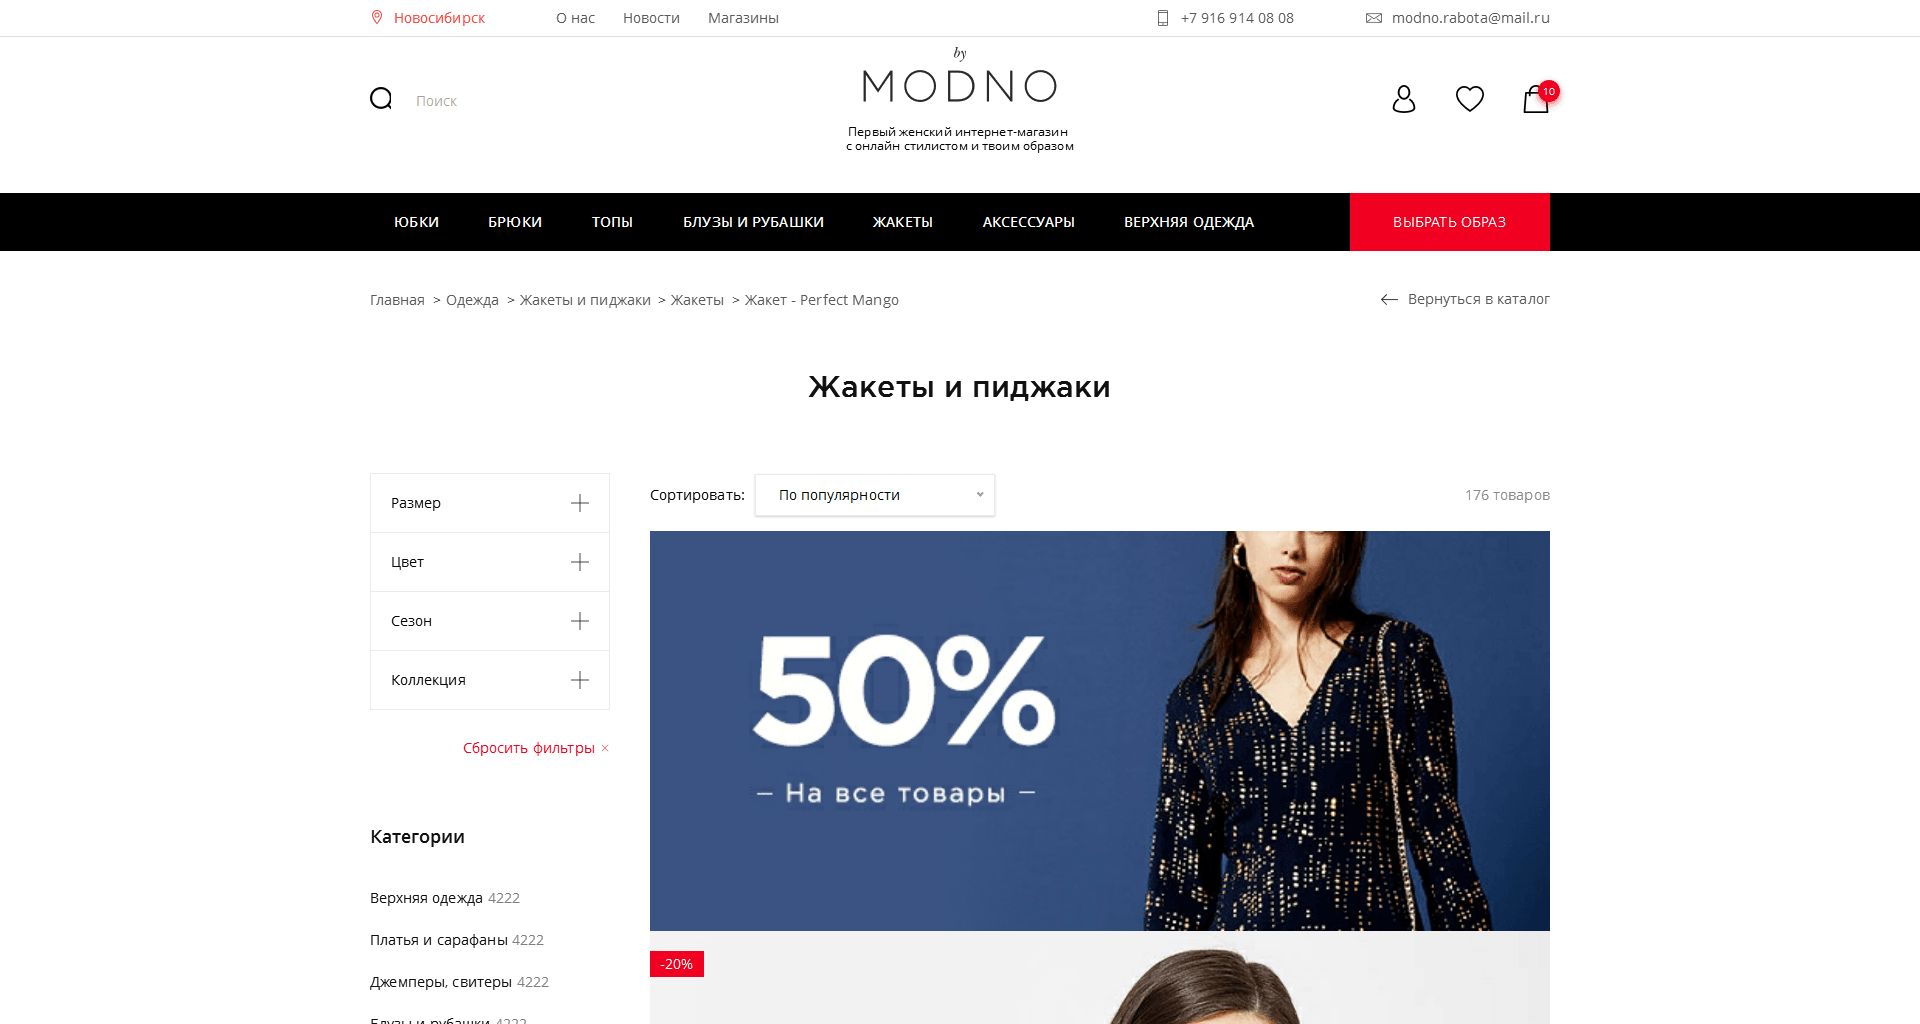 Новосибирск О нас Новости Магазины +7 916 914 08 08 modno.rabota@mail.ru
by
MODNO
Поиск
10
Первый женский интернет-магазин
с онлайн стилистом и твоим образом
ЮБКИ БРЮКИ ТОПЫ БЛУЗЫ И РУБАШКИ ЖАКЕТЫ АКСЕССУАРЫ ВЕРХНЯЯ ОДЕЖДА ВЫБРАТЬ ОБРАЗ
Главная > Одежда > Жакеты и пиджаки > Жакеты > Жакет - Perfect Mango Вернуться в каталог
Жакеты и пиджаки
Размер
Цвет
Сезон
Коллекция
Сбросить фильтры ×
Категории
Верхняя одежда 4222
Платья и сарафаны 4222
Джемперы, свитеры 4222
Блузы и рубашки 4222
Сортировать: По популярности 176 товаров
50%
— На все товары —
-20%